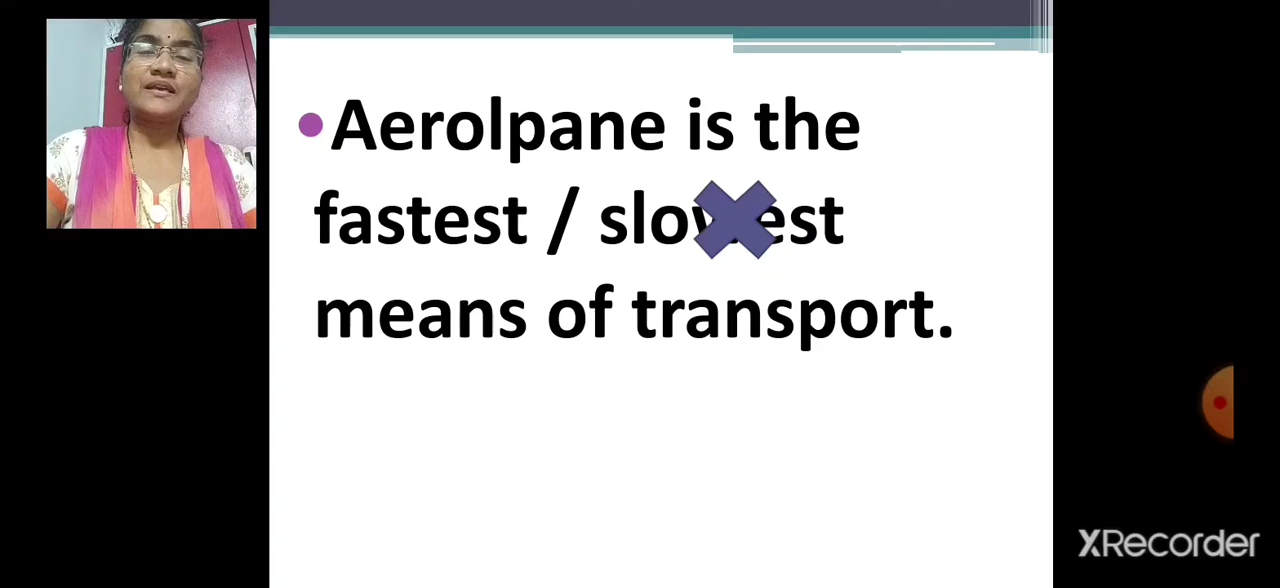 Aerolpane is the
fastest / slowest
means of transport.
XRecorder